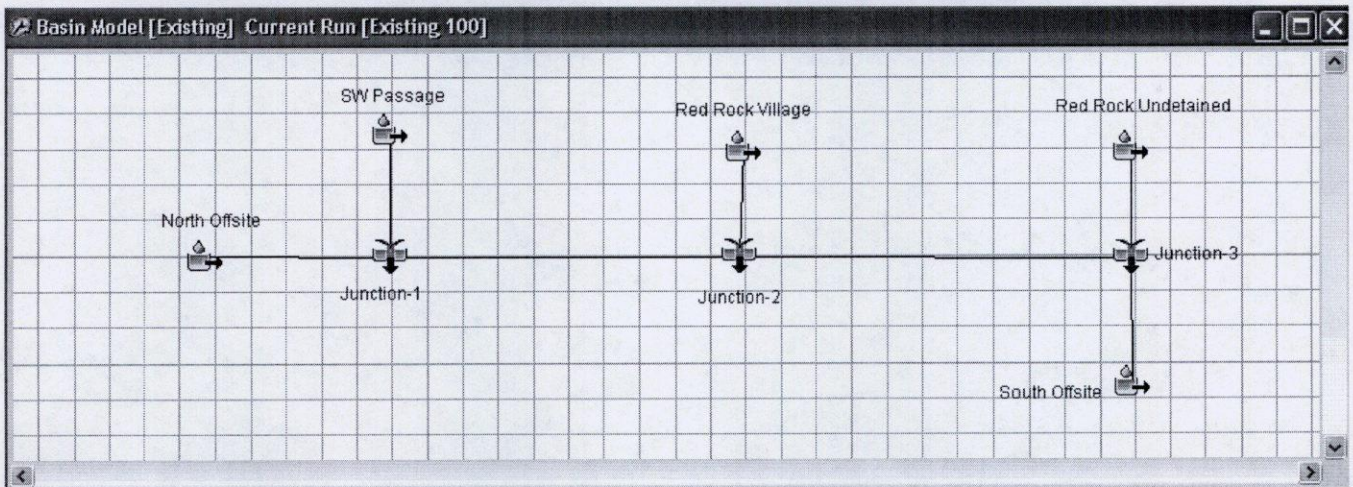 Basin Model [Existing] Current Run [Existing 100]
SW Passage
Red Rock Village
Red Rock Undetained
North Offsite
Junction-1
Junction-2
Junction-3
South Offsite